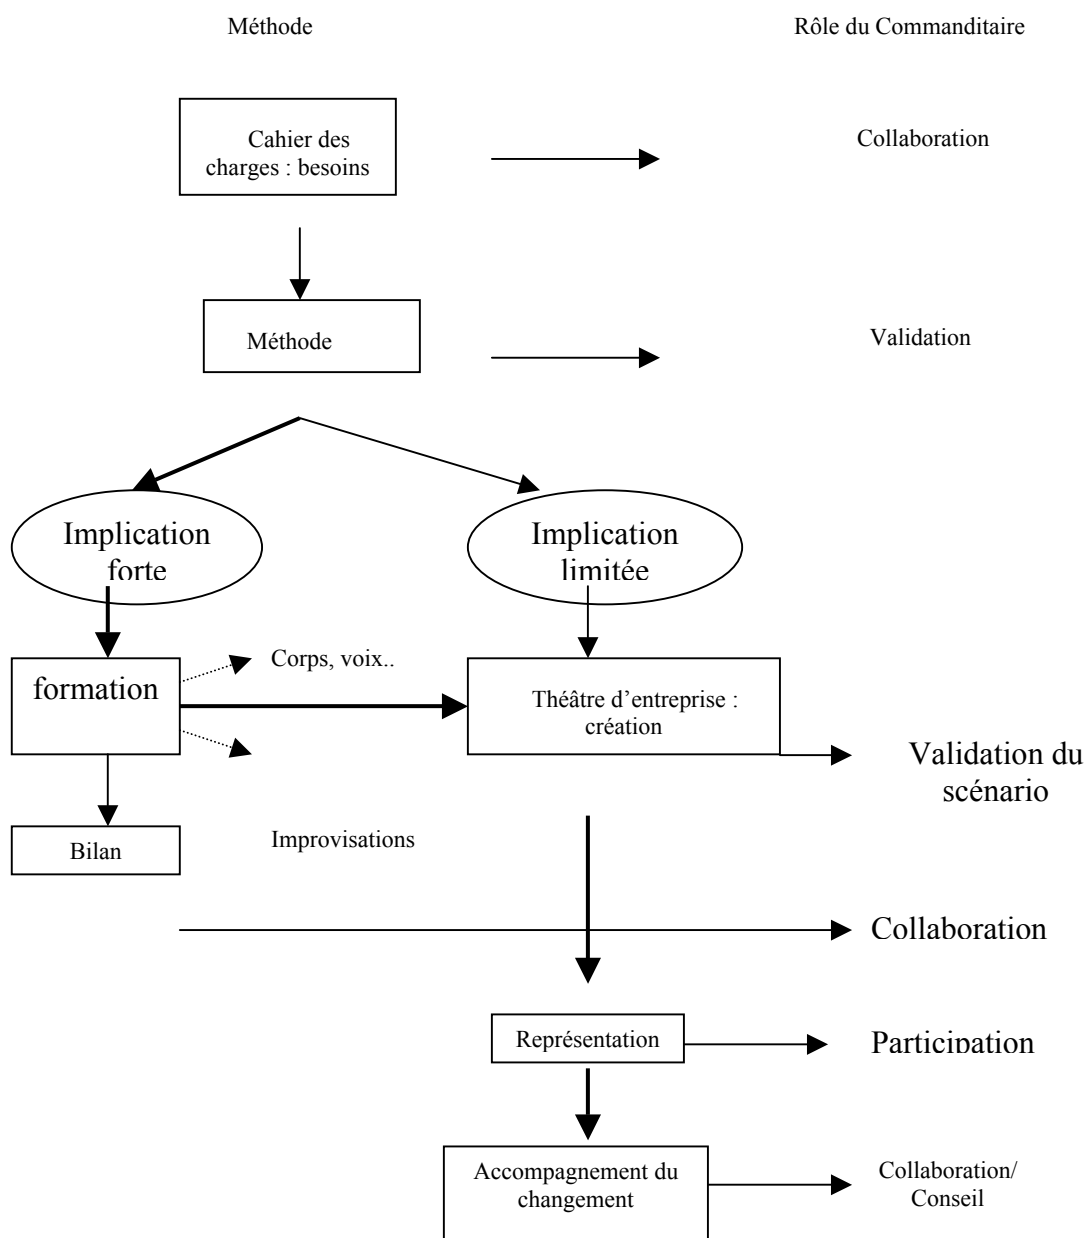 Méthode
Rôle du Commanditaire
Cahier des
charges : besoins
Collaboration
Méthode
Validation
Implication
forte
Implication
limitée
formation
Corps, voix..
Théâtre d’entreprise :
création
Validation du
scénario
Bilan
Improvisations
Collaboration
Représentation
Participation
Accompagnement du
changement
Collaboration/
Conseil